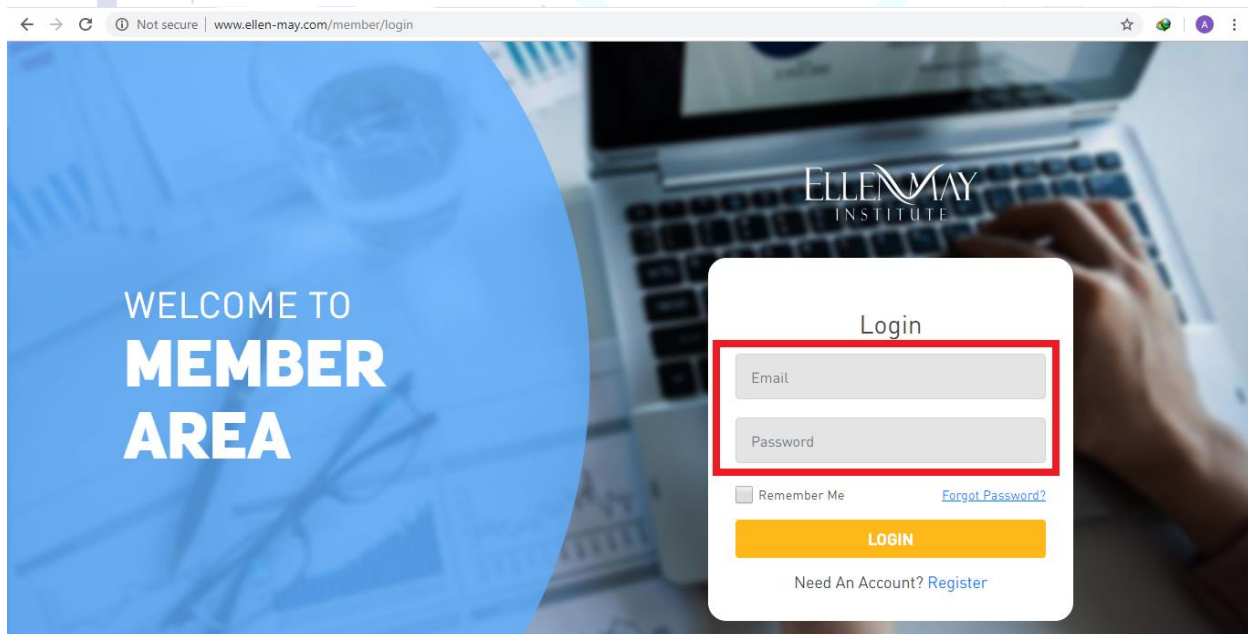 Not secure | www.ellen-may.com/member/login
A
ELLEN MAY
INSTITUTE
WELCOME TO
MEMBER
AREA
Login
Email
Password
Remember Me Forgot Password?
LOGIN
Need An Account? Register